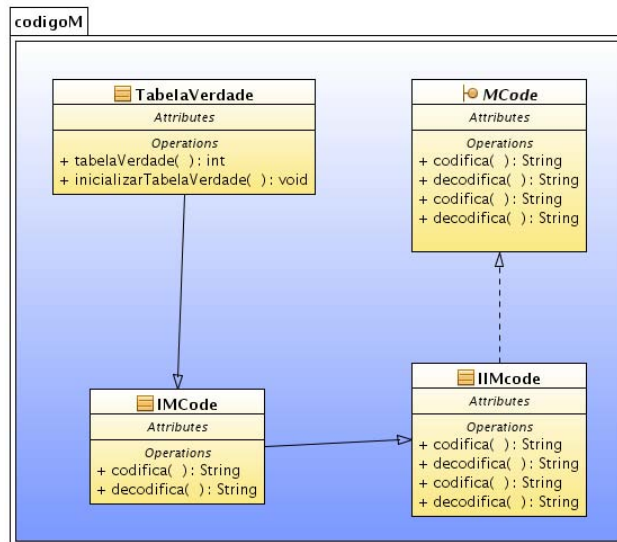 codigoM
TabelaVerdade
Attributes
Operations
+ tabelaVerdade( ) : int
+ inicializarTabelaVerdade( ) : void
MCode
Attributes
Operations
+ codifica( ) : String
+ decodifica( ) : String
+ codifica( ) : String
+ decodifica( ) : String
IMCode
Attributes
Operations
+ codifica( ) : String
+ decodifica( ) : String
IIMcode
Attributes
Operations
+ codifica( ) : String
+ decodifica( ) : String
+ codifica( ) : String
+ decodifica( ) : String